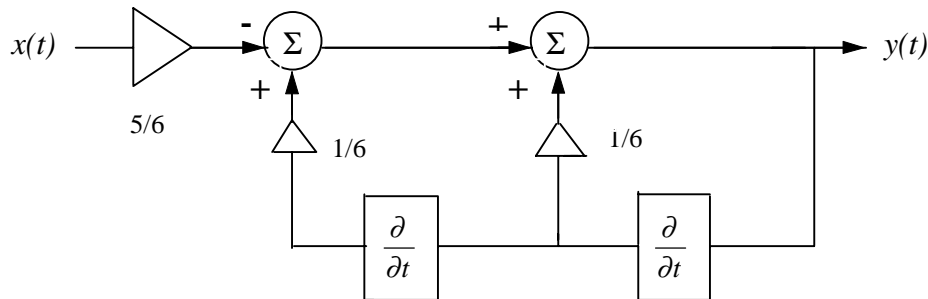 x(t) - Σ + Σ y(t)
+ +
5/6 1/6 1/6
∂ ∂
∂t ∂t